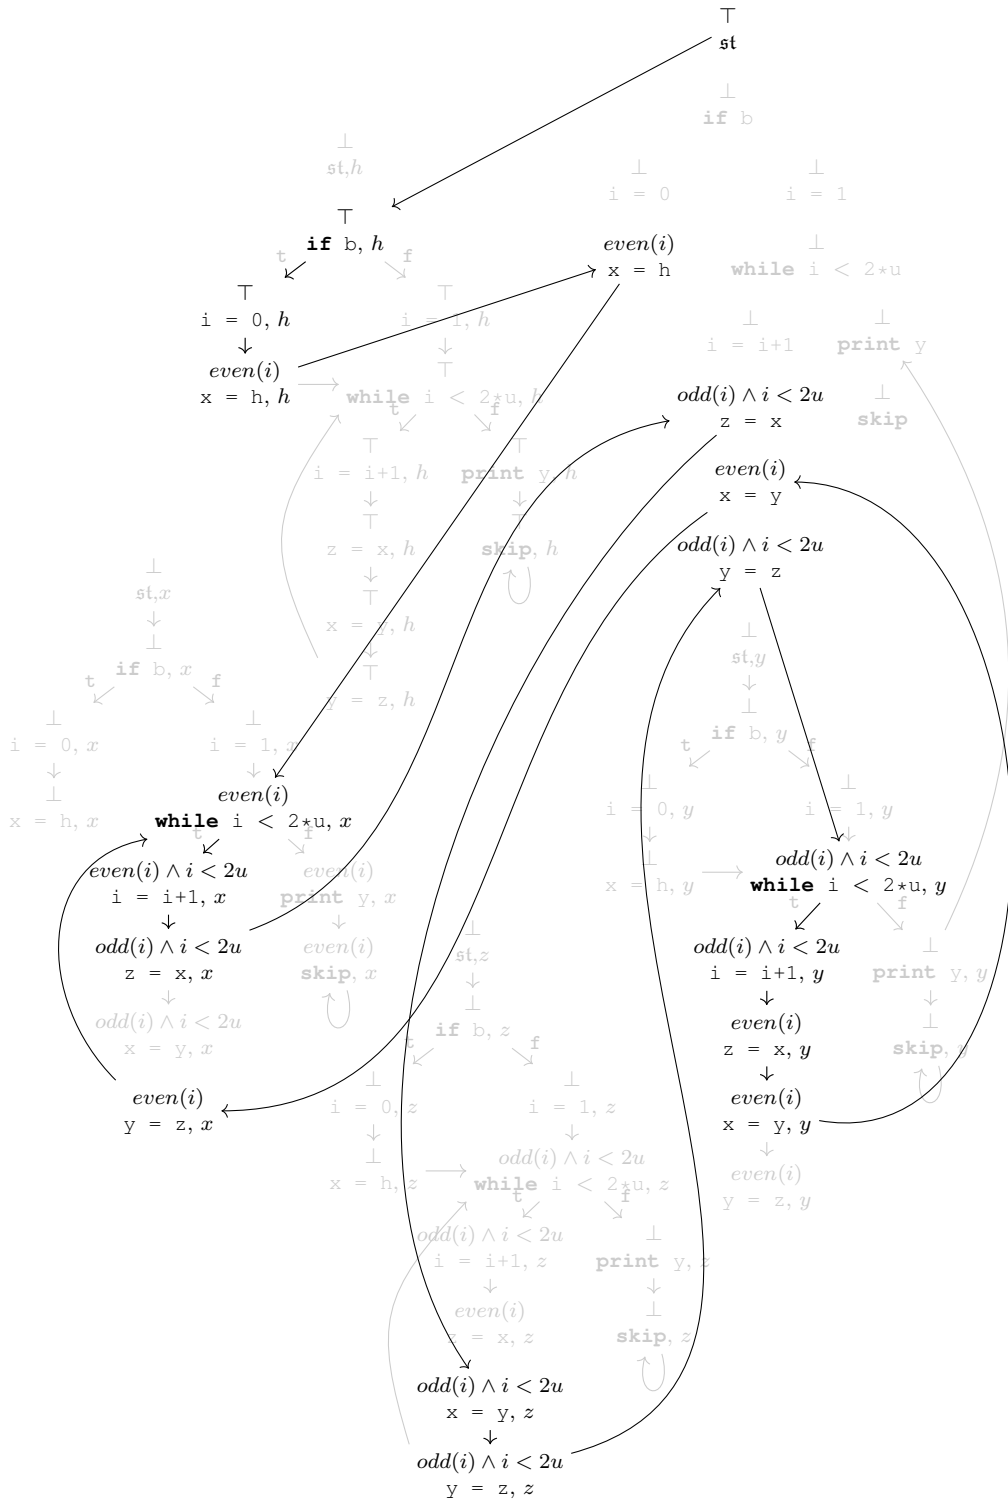 ⊤
𝔰𝔱
⊥
if b
⊥
𝔰𝔱,h
⊥
i = 0
⊥
i = 1
⊤
if b, h
t f
even(i)
x = h
⊥
while i < 2*u
⊤
i = 0, h
⊤
i = 1, h
⊥
i = i+1
⊥
print y
even(i)
x = h, h
⊤
while i < 2*u, h
t f
odd(i) ∧ i < 2u
z = x
⊥
skip
⊤
i = i+1, h
⊤
print y, h
even(i)
x = y
⊤
z = x, h
⊤
skip, h
odd(i) ∧ i < 2u
y = z
⊥
𝔰𝔱,x
⊤
x = y, h
⊥
if b, x
t f
⊤
y = z, h
⊥
𝔰𝔱,y
⊥
if b, y
t f
⊥
i = 0, x
⊥
i = 1, x
⊥
i = 0, y
⊥
i = 1, y
⊥
x = h, x
even(i)
while i < 2*u, x
t f
⊥
x = h, y
odd(i) ∧ i < 2u
while i < 2*u, y
t f
even(i) ∧ i < 2u
i = i+1, x
even(i)
print y, x
odd(i) ∧ i < 2u
z = x, x
even(i)
skip, x
⊥
𝔰𝔱,z
odd(i) ∧ i < 2u
i = i+1, y
⊥
print y, y
odd(i) ∧ i < 2u
x = y, x
⊥
if b, z
t f
even(i)
z = x, y
⊥
skip, y
even(i)
y = z, x
⊥
i = 0, z
⊥
i = 1, z
even(i)
x = y, y
⊥
x = h, z
odd(i) ∧ i < 2u
while i < 2*u, z
t f
even(i)
y = z, y
odd(i) ∧ i < 2u
i = i+1, z
⊥
print y, z
even(i)
z = x, z
⊥
skip, z
odd(i) ∧ i < 2u
x = y, z
odd(i) ∧ i < 2u
y = z, z